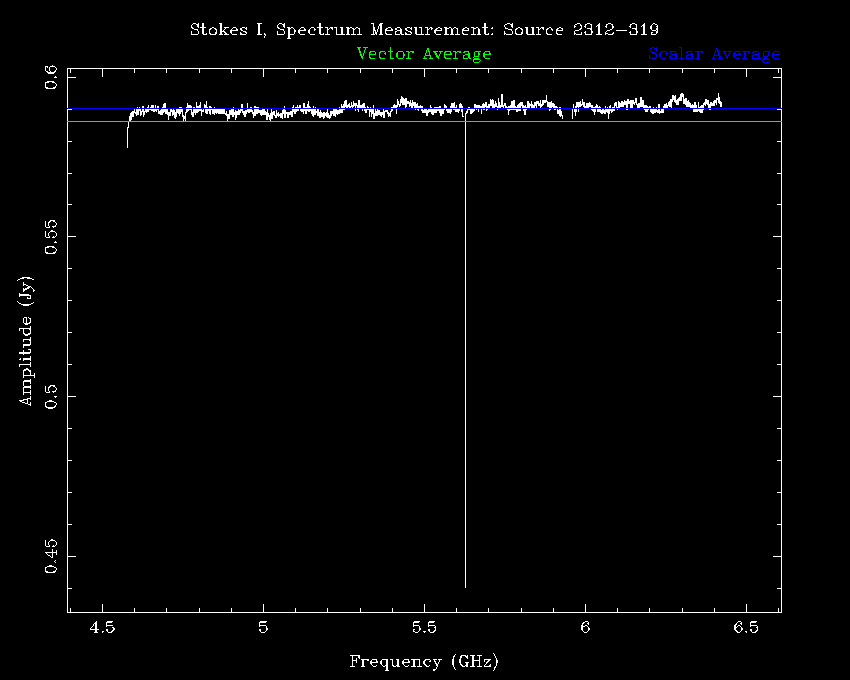 Stokes I, Spectrum Measurement: Source 2312−319
Vector Average
Scalar Average
0.6
0.55
0.5
0.45
Amplitude (Jy)
4.5
5
5.5
6
6.5
Frequency (GHz)